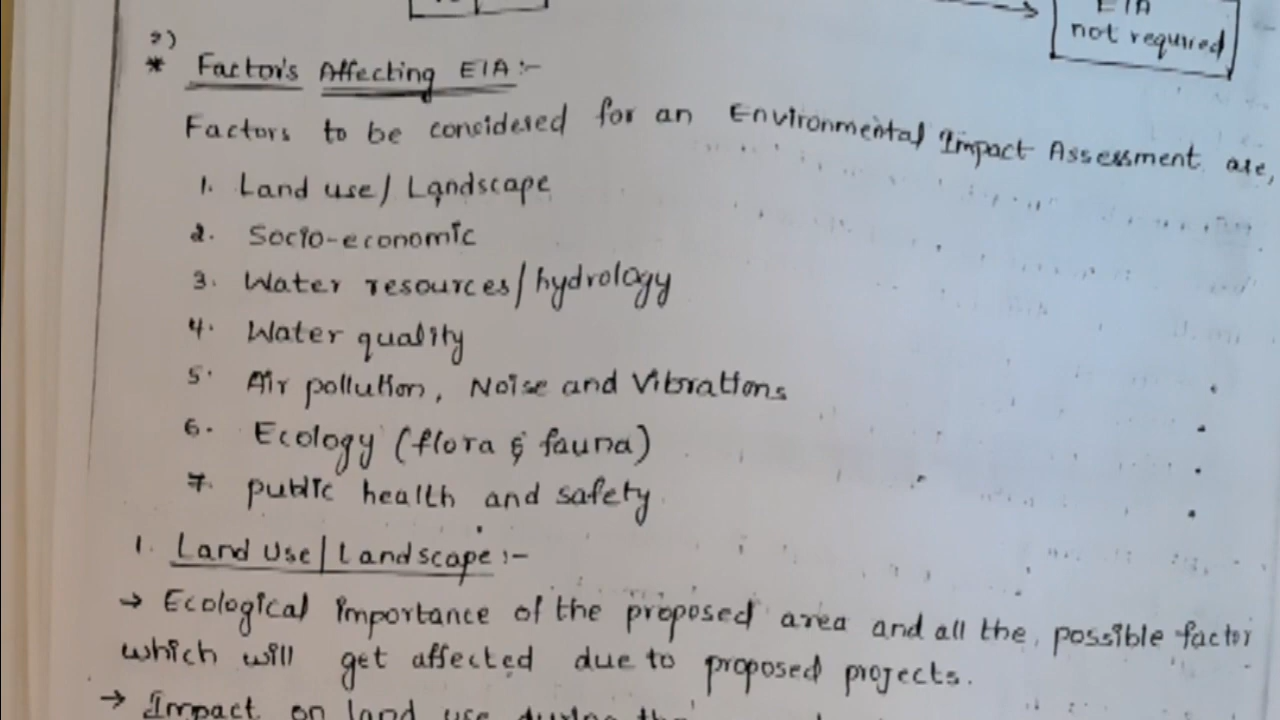 EIA
not required
2)
* Factors Affecting EIA :-
Factors to be considered for an Environmental Impact Assessment are,
1. Land use / Landscape
2. Socio-economic
3. Water resources / hydrology
4. Water quality
5. Air pollution, Noise and Vibrations
6. Ecology (flora & fauna)
7. public health and safety
1. Land Use / Landscape :-
→ Ecological importance of the proposed area and all the possible factor
which will get affected due to proposed projects.
→ Impact on land use during the